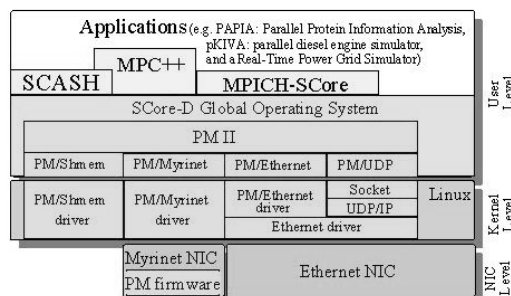 Applications (e.g. PAPIA: Parallel Protein Information Analysis,
pKIVA: parallel diesel engine simulator,
and a Real-Time Power Grid Simulator)
MPC++
SCASH
MPICH-SCore
SCore-D Global Operating System
PM II
PM/Shmem PM/Myrinet PM/Ethernet PM/UDP
User
Level
PM/Shmem
driver
PM/Myrinet
driver
PM/Ethernet
driver
Socket
UDP/IP
Ethernet driver
Linux
Kernel
Level
Myrinet NIC
PM firmware
Ethernet NIC
NIC
Level